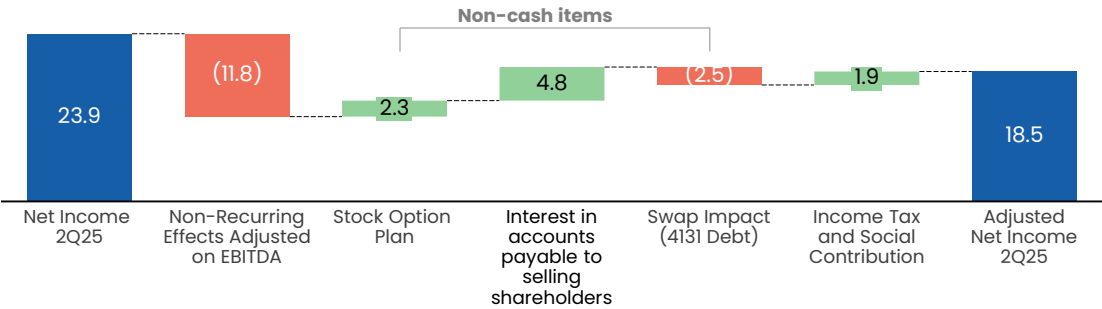 Non-cash items
23.9
(11.8)
2.3
4.8
(2.5)
1.9
18.5
Net Income
2Q25
Non-Recurring
Effects Adjusted
on EBITDA
Stock Option
Plan
Interest in
accounts
payable to
selling
shareholders
Swap Impact
(4131 Debt)
Income Tax
and Social
Contribution
Adjusted
Net Income
2Q25